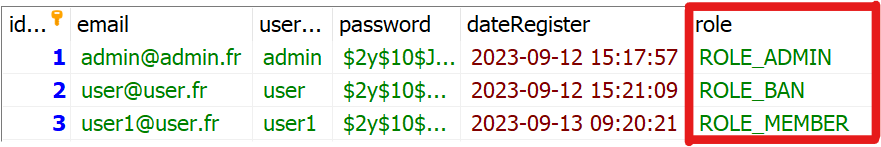 id... email user... password dateRegister role
1 admin@admin.fr admin $2y$10$J... 2023-09-12 15:17:57 ROLE_ADMIN
2 user@user.fr user $2y$10$... 2023-09-12 15:21:09 ROLE_BAN
3 user1@user.fr user1 $2y$10$... 2023-09-13 09:20:21 ROLE_MEMBER